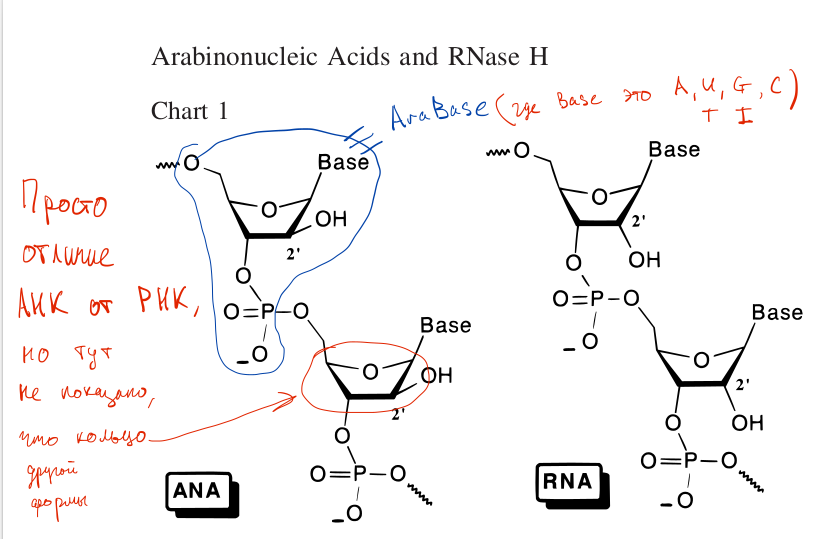 Arabinonucleic Acids and RNase H
Chart 1
AraBase (где Base это A, U, G, C)
T I
Просто
отличие
АНК от РНК,
но тут
не показано,
что кольцо
другой
формы
O
Base
O
OH
2'
O
O=P-O
-O
Base
O
OH
2'
O
O=P-O
-O
ANA
O
Base
O
2'
OH
O
O=P-O
-O
Base
O
2'
OH
O
O=P-O
-O
RNA